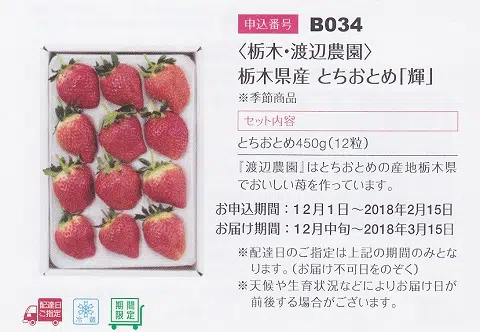 申込番号 B034
〈栃木・渡辺農園〉
栃木県産 とちおとめ「輝」
※季節商品
セット内容
とちおとめ450g(12粒)
『渡辺農園』はとちおとめの産地栃木県
でおいしい苺を作っています。
お申込期間：12月1日～2018年2月15日
お届け期間：12月中旬～2018年3月15日
※配達日のご指定は上記の期間のみとな
ります。（お届け不可日をのぞく）
※天候や生育状況などによりお届け日が
前後する場合がございます。
配達日
ご指定
冷蔵
期間
限定